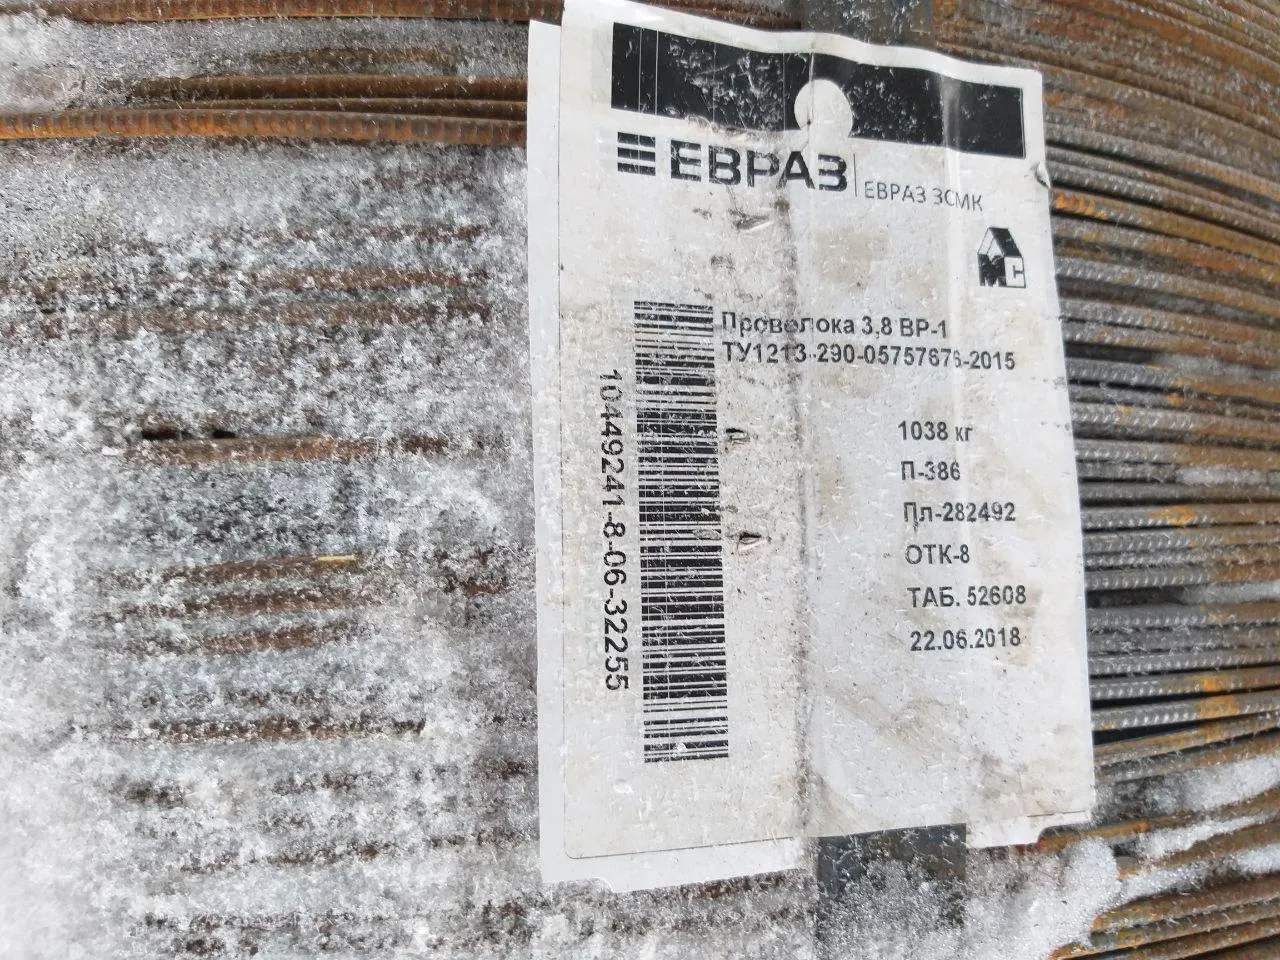 ЕВРАЗ
ЕВРАЗ ЗСМК
МС
Проволока 3,8 ВР-1
ТУ1213-290-05757676-2015
1038 кг
П-386
Пл-282492
ОТК-8
ТАБ. 52608
22.06.2018
10449241-8-06-32255